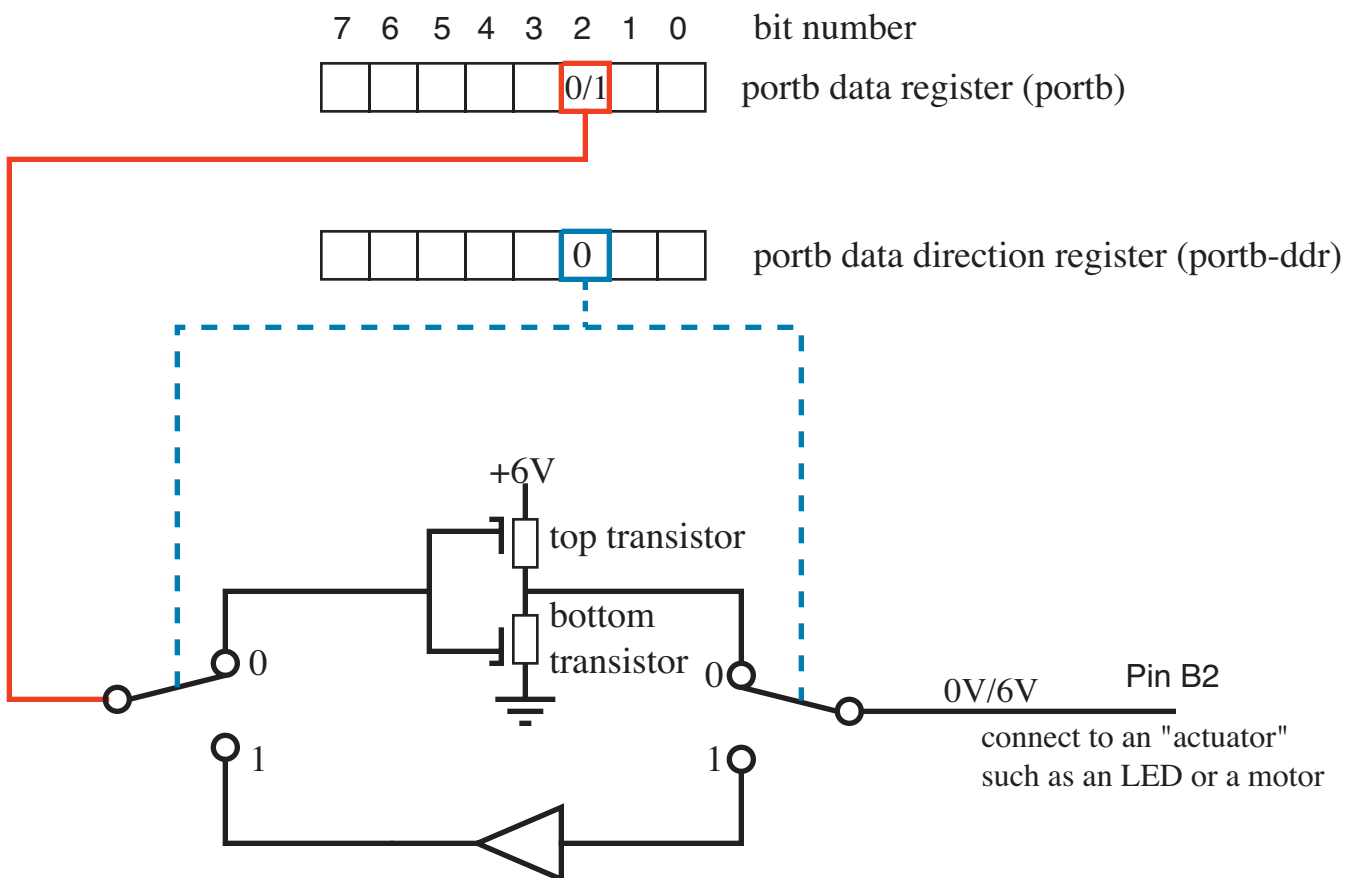 7 6 5 4 3 2 1 0 bit number
0/1 portb data register (portb)
0 portb data direction register (portb-ddr)
+6V
top transistor
bottom
transistor
0
0
0V/6V
Pin B2
1
1
connect to an "actuator"
such as an LED or a motor